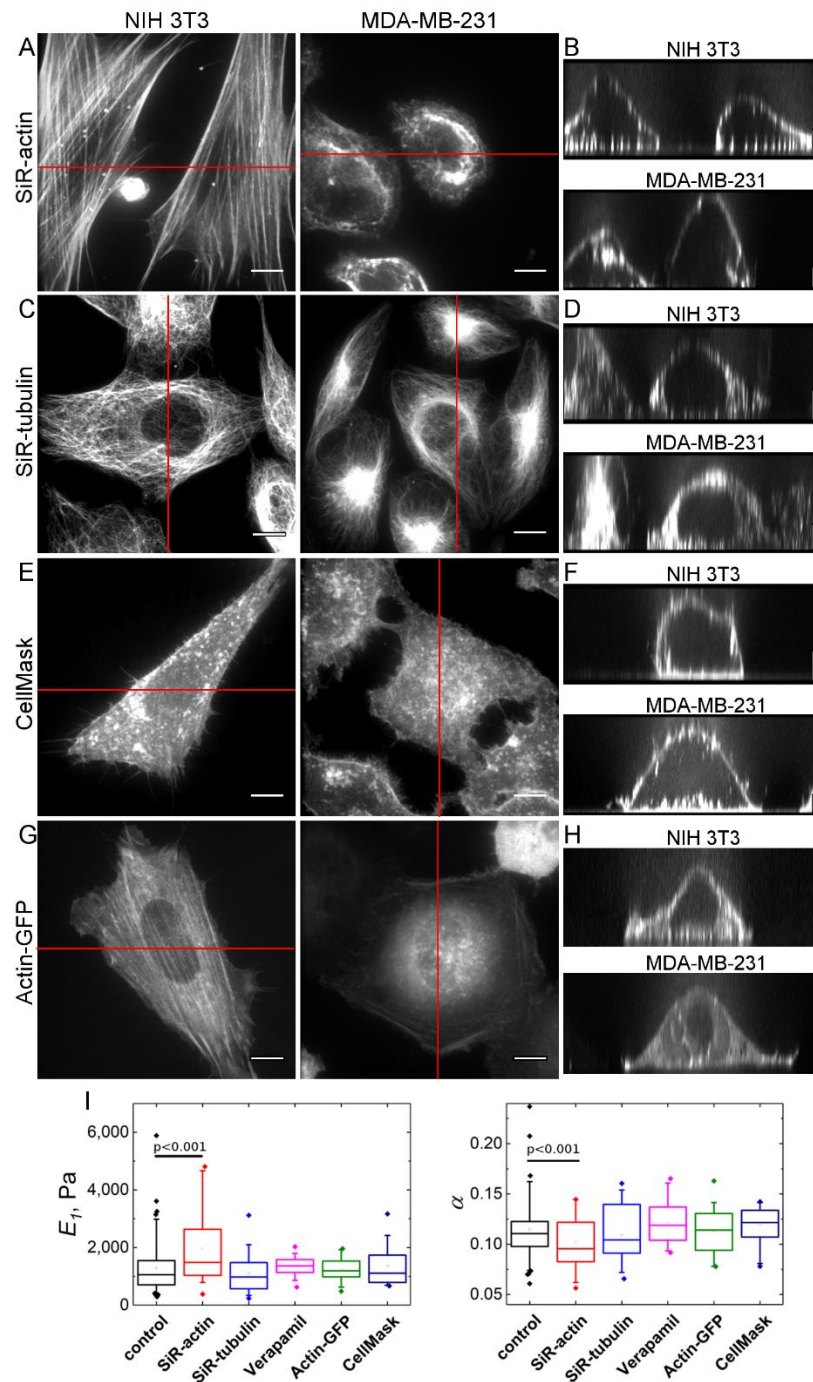 NIH 3T3 MDA-MB-231
A B
NIH 3T3
SiR-actin
MDA-MB-231
C D
NIH 3T3
SiR-tubulin
MDA-MB-231
E F
NIH 3T3
CellMask
MDA-MB-231
G H
NIH 3T3
Actin-GFP
MDA-MB-231
I
E1, Pa
6,000
4,000
2,000
0
p<0.001
control SiR-actin SiR-tubulin Verapamil Actin-GFP CellMask
α
0.20
0.15
0.10
0.05
p<0.001
control SiR-actin SiR-tubulin Verapamil Actin-GFP CellMask